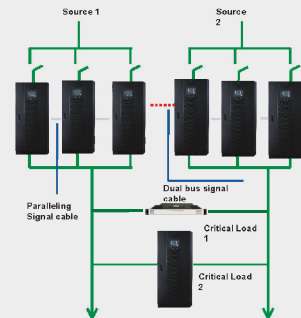 Source 1
Source
2
Paralleling
Signal cable
Dual bus signal
cable
Critical Load
1
Critical Load
2